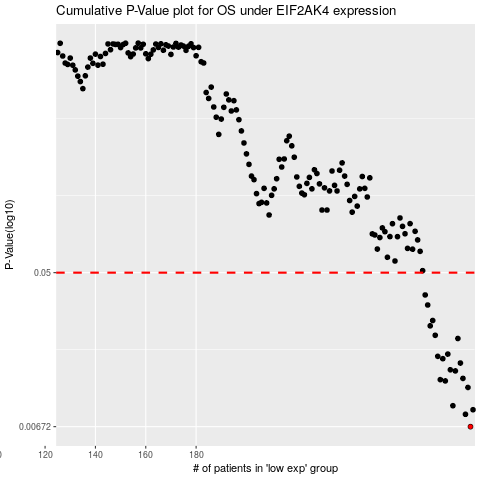 Cumulative P-Value plot for OS under EIF2AK4 expression
P-Value(log10)
0.05
0.00672
0 120 140 160 180
# of patients in 'low exp' group